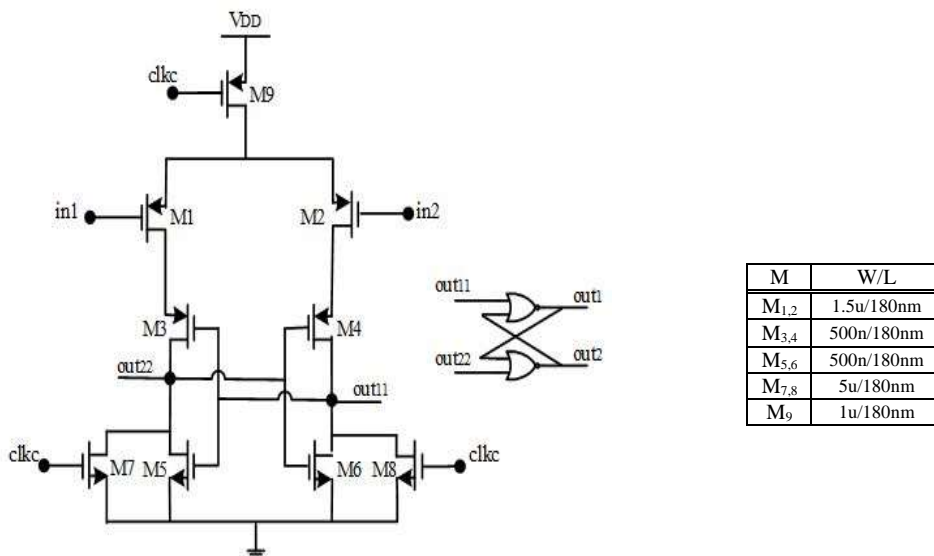 VDD
clkc
M9
in1
M1
M2
in2
M3
M4
out22
out11
clkc
M7
M5
M6
M8
clkc
out11
out1
out22
out2
M W/L
M1,2 1.5u/180nm
M3,4 500n/180nm
M5,6 500n/180nm
M7,8 5u/180nm
M9 1u/180nm